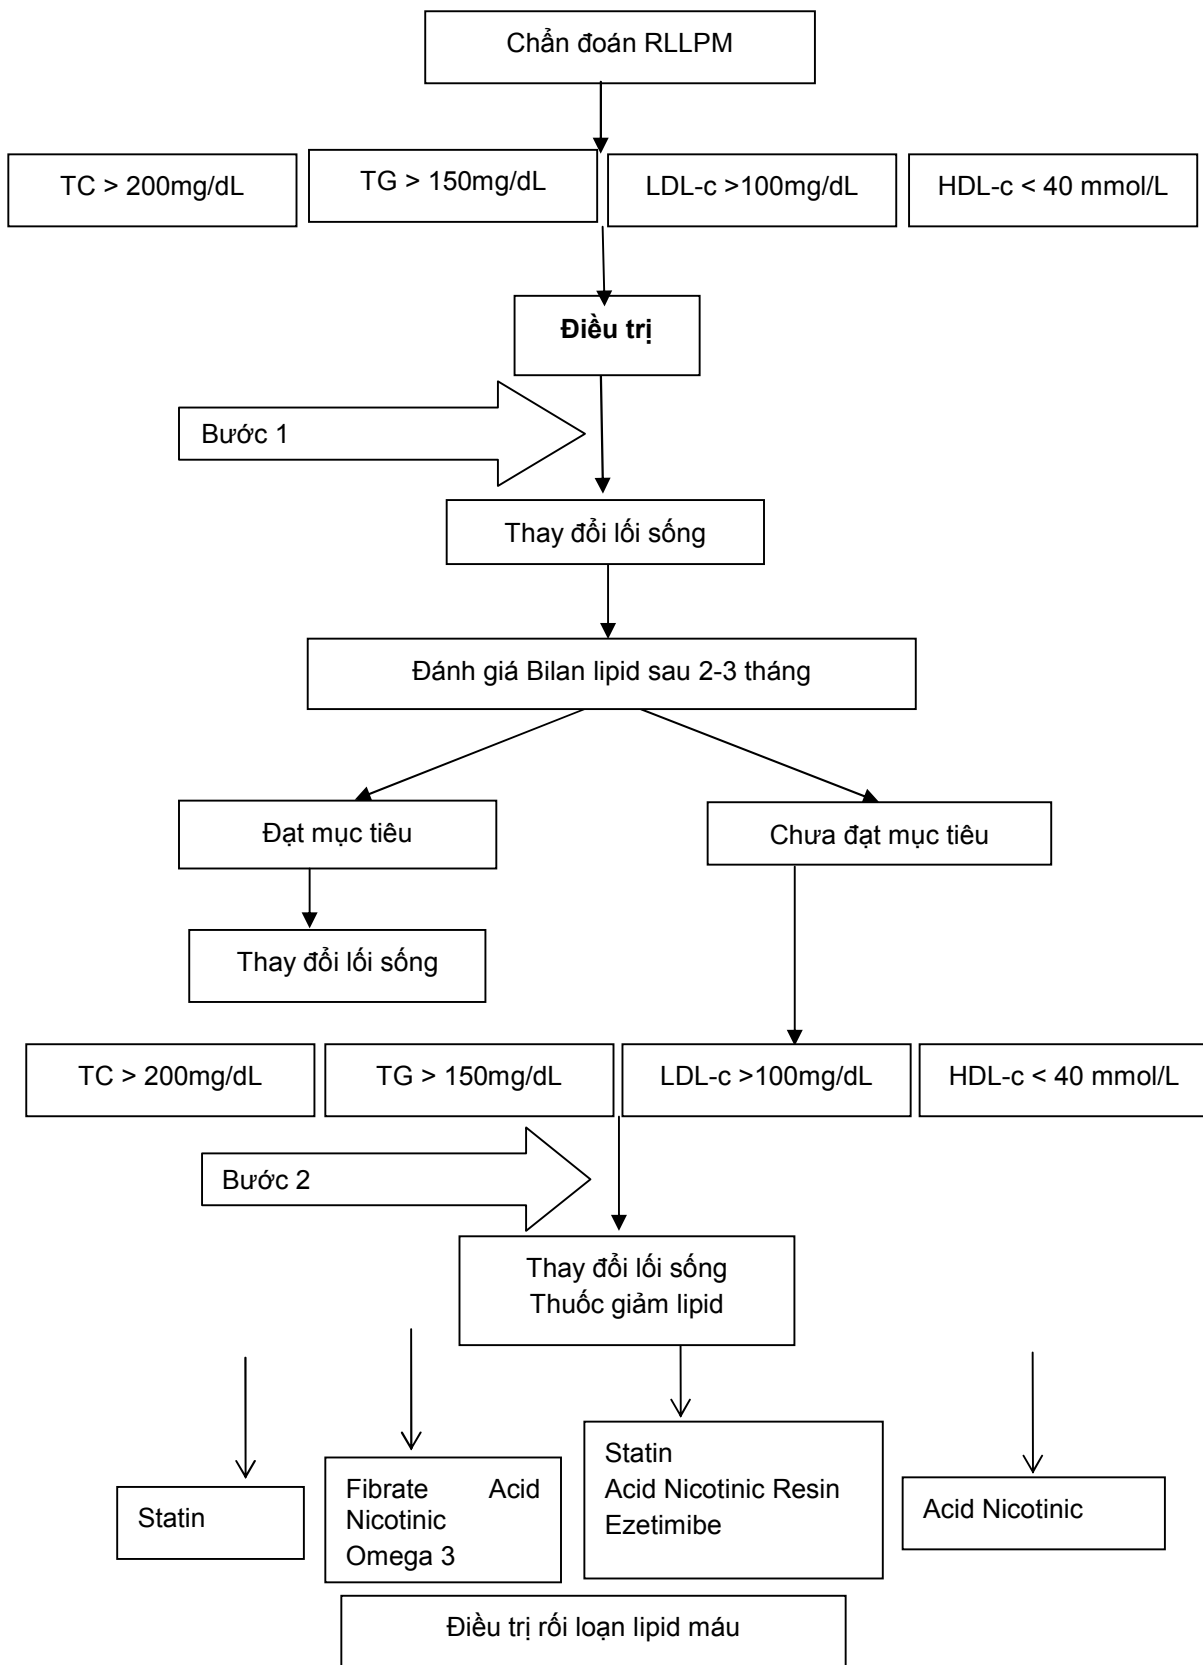 Chẩn đoán RLLPM
TC > 200mg/dL
TG > 150mg/dL
LDL-c >100mg/dL
HDL-c < 40 mmol/L
Điều trị
Bước 1
Thay đổi lối sống
Đánh giá Bilan lipid sau 2-3 tháng
Đạt mục tiêu
Chưa đạt mục tiêu
Thay đổi lối sống
TC > 200mg/dL
TG > 150mg/dL
LDL-c >100mg/dL
HDL-c < 40 mmol/L
Bước 2
Thay đổi lối sống
Thuốc giảm lipid
Statin
Fibrate Acid
Nicotinic
Omega 3
Statin
Acid Nicotinic Resin
Ezetimibe
Acid Nicotinic
Điều trị rối loạn lipid máu